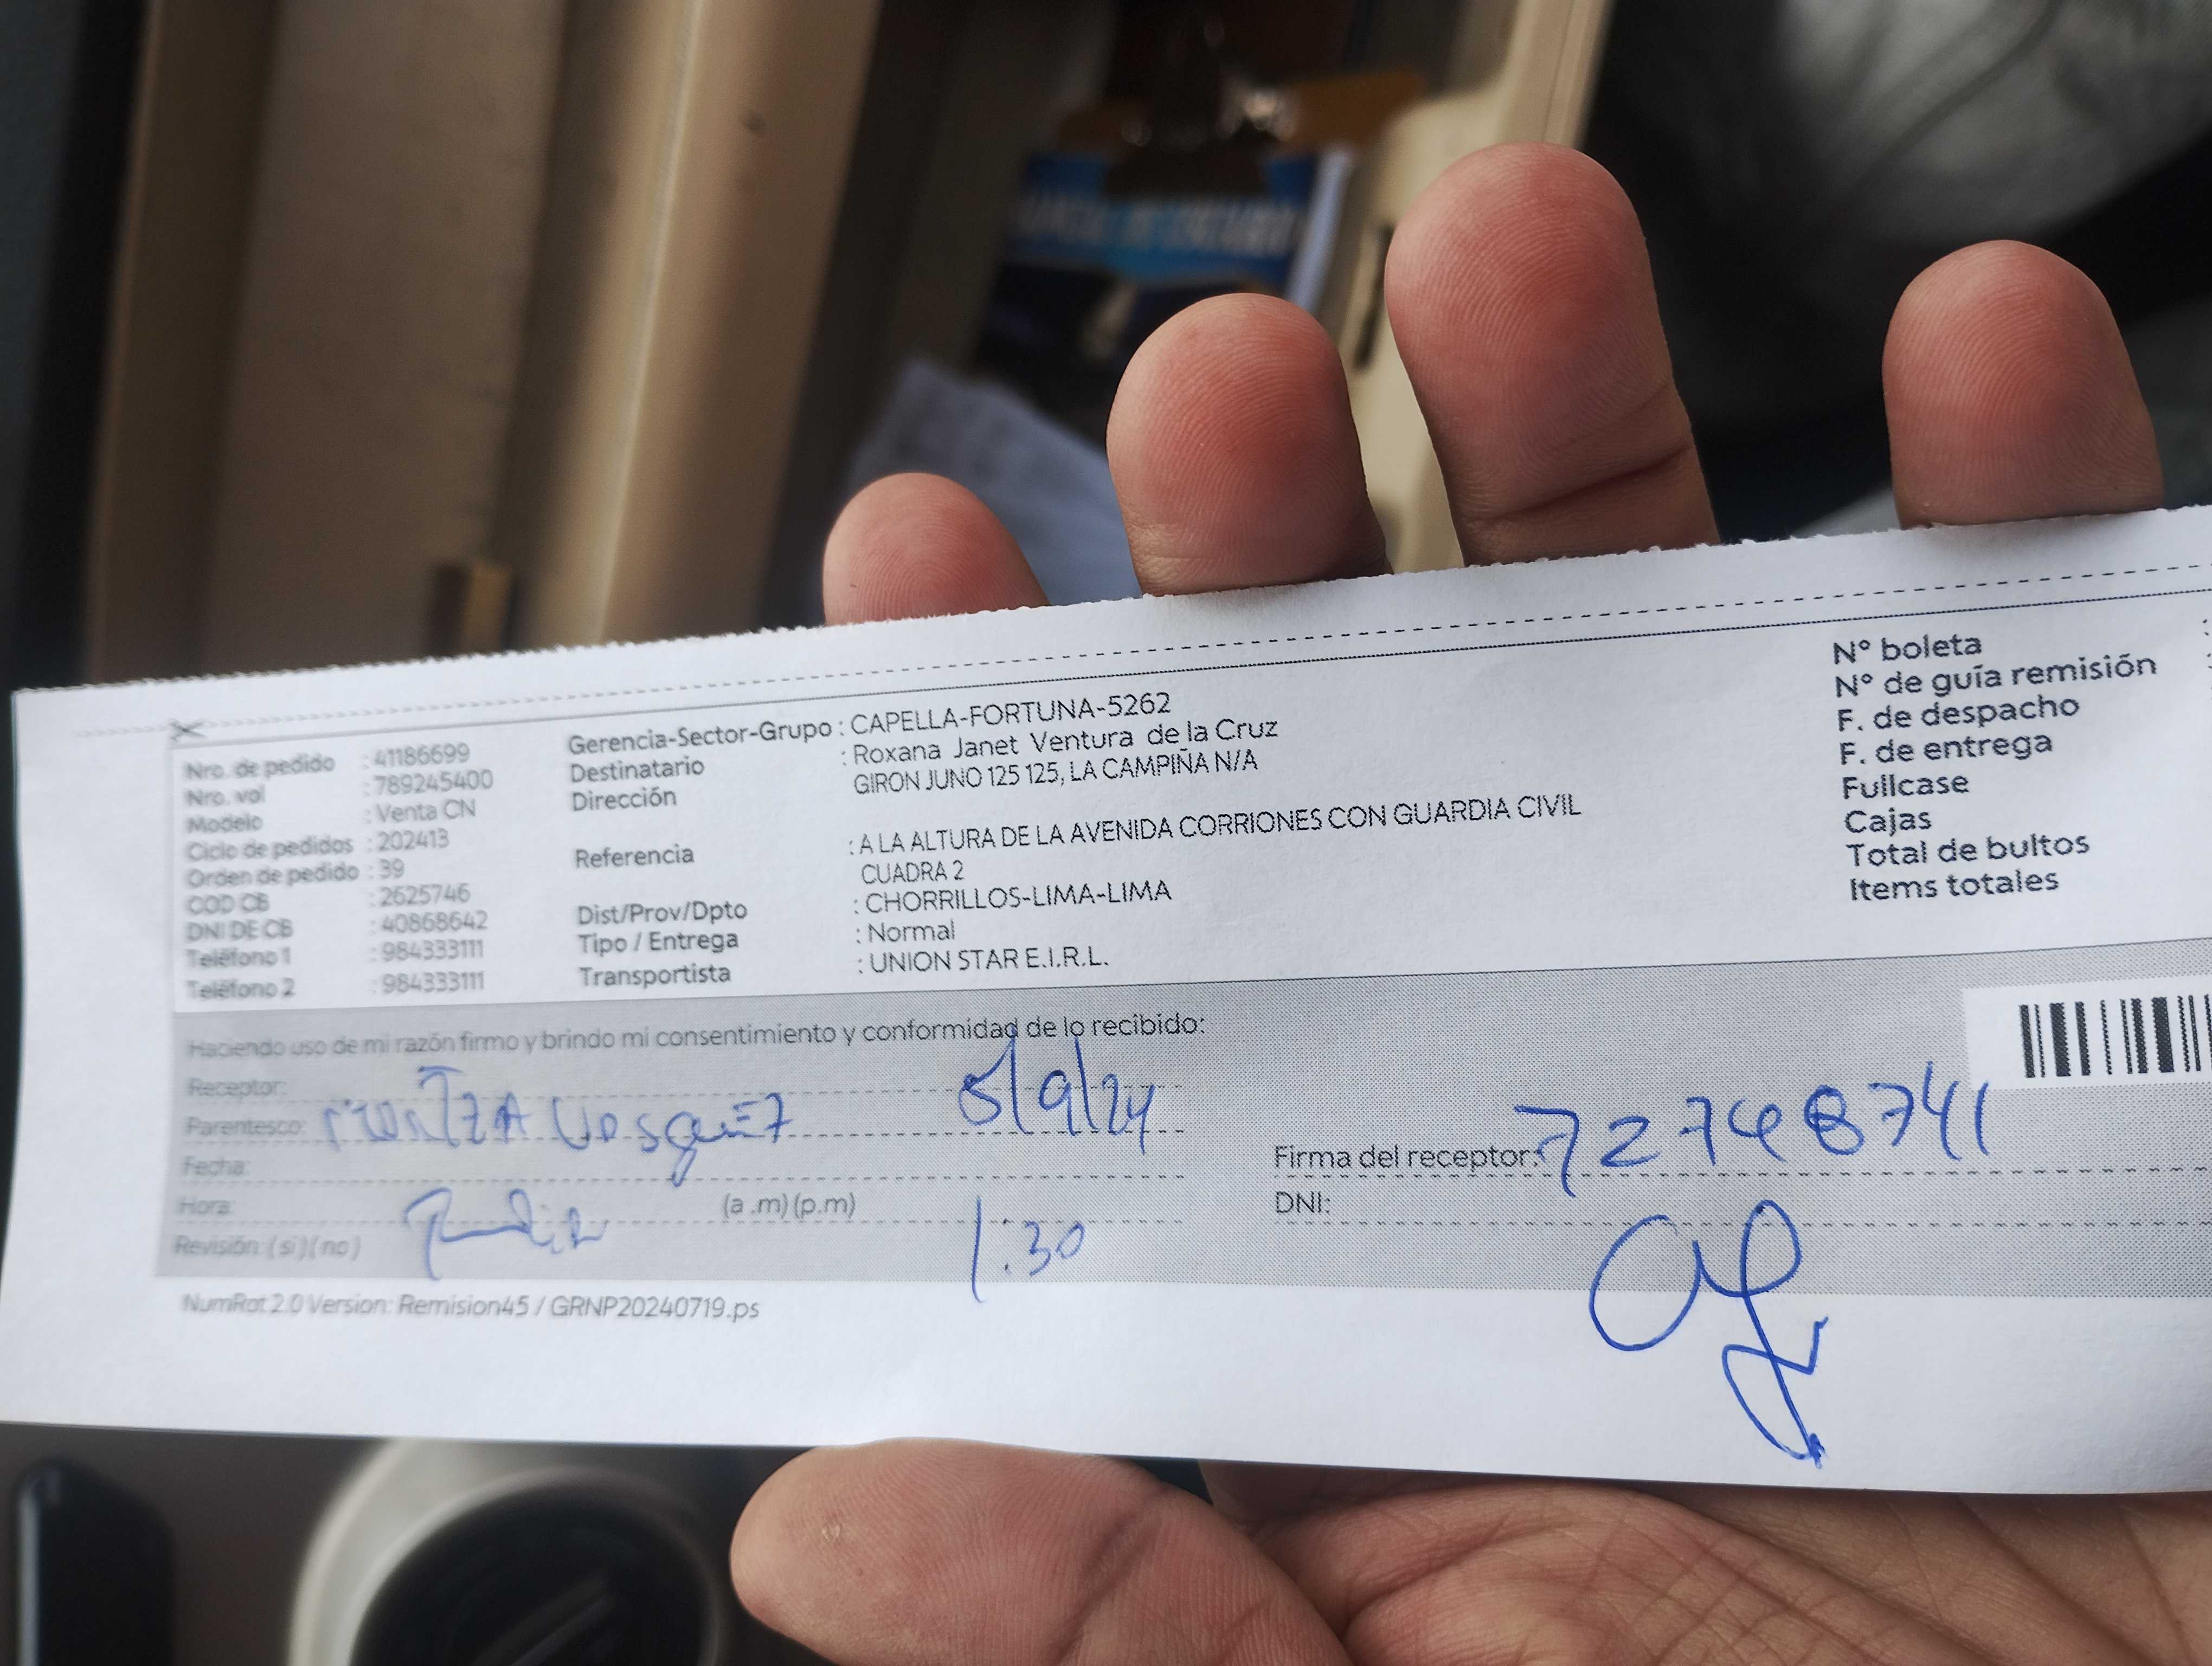 Nro. de pedido : 41186699
Nro. vol : 789245400
Modelo : Venta CN
Ciclo de pedidos : 202413
Orden de pedido : 39
COD CB : 2625746
DNI DE CB : 40868642
Teléfono 1 : 984333111
Teléfono 2 : 984333111
Gerencia-Sector-Grupo : CAPELLA-FORTUNA-5262
Destinatario : Roxana Janet Ventura de la Cruz
Dirección GIRON JUNO 125 125, LA CAMPIÑA N/A
Referencia : A LA ALTURA DE LA AVENIDA CORRIONES CON GUARDIA CIVIL
CUADRA 2
Dist/Prov/Dpto : CHORRILLOS-LIMA-LIMA
Tipo / Entrega : Normal
Transportista : UNION STAR E.I.R.L.
N° boleta
N° de guía remisión
F. de despacho
F. de entrega
Fullcase
Cajas
Total de bultos
Items totales
Haciendo uso de mi razón firmo y brindo mi consentimiento y conformidad de lo recibido:
Receptor:
Parentesco: VASQUEZ 5/9/24
Fecha:
Hora: (a .m) (p.m)
Revisión: ( si ) ( no ) 1:30
Firma del receptor: 72748741
DNI:
NumRot 2.0 Version: Remision45 / GRNP20240719.ps